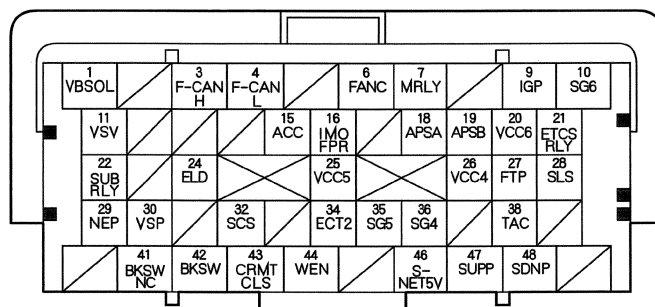 1 3 4 6 7 9 10
VBSOL F-CAN H F-CAN L FANC MRLY IGP SG6
11 15 16 18 19 20 21
VSV ACC IMO FPR APSA APSB VCC6 ETCS RLY
22 24 25 26 27 28
SUB RLY ELD VCC5 VCC4 FTP SLS
29 30 32 34 35 36 38
NEP VSP SCS ECT2 SG5 SG4 TAC
41 42 43 44 46 47 48
BKSW NC BKSW CRMT CLS WEN S-NET5V SUPP SDNP